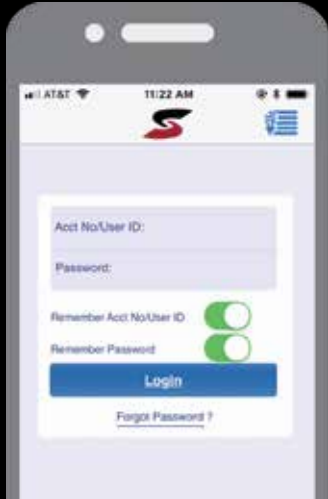 AT&T 11:22 AM
Acct No/User ID:
Password:
Remember Acct No/User ID
Remember Password
Login
Forgot Password ?